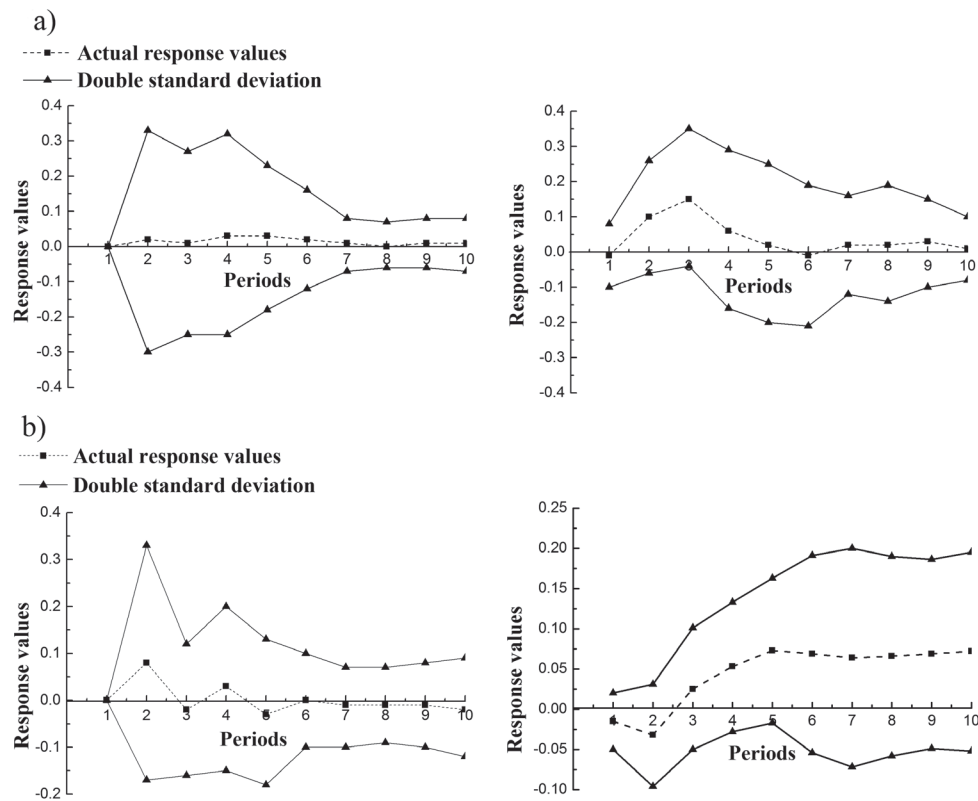 a)
Actual response values
Double standard deviation
0.4
0.3
0.2
0.1
0.0
-0.1
-0.2
-0.3
-0.4
1 2 3 4 5 6 7 8 9 10
Response values
Periods
0.4
0.3
0.2
0.1
0.0
-0.1
-0.2
-0.3
-0.4
1 2 3 4 5 6 7 8 9 10
Response values
Periods
b)
Actual response values
Double standard deviation
0.4
0.3
0.2
0.1
0.0
-0.1
-0.2
1 2 3 4 5 6 7 8 9 10
Response values
Periods
0.25
0.20
0.15
0.10
0.05
0.00
-0.05
-0.10
1 2 3 4 5 6 7 8 9 10
Response values
Periods